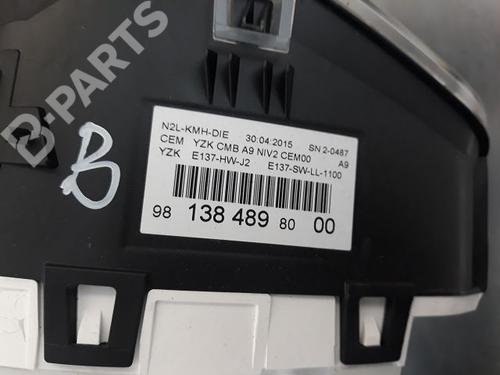 B-PARTS
B
N2L-KMH-DIE 30:04:2015 SN 2-0487
CEM YZK CMB A9 NIV2 CEM00 A9
YZK E137-HW-J2 E137-SW-LL-1100
98 138 489 80 00